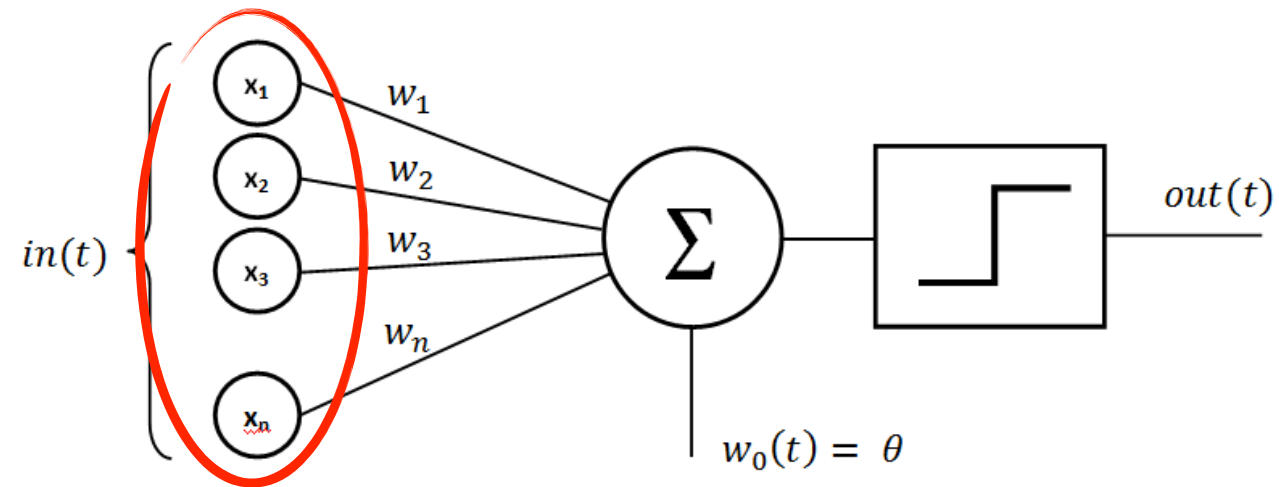 x₁
w₁
x₂
w₂
x₃
w₃
in(t)
Σ
out(t)
wₙ
xₙ
w₀(t) = θ